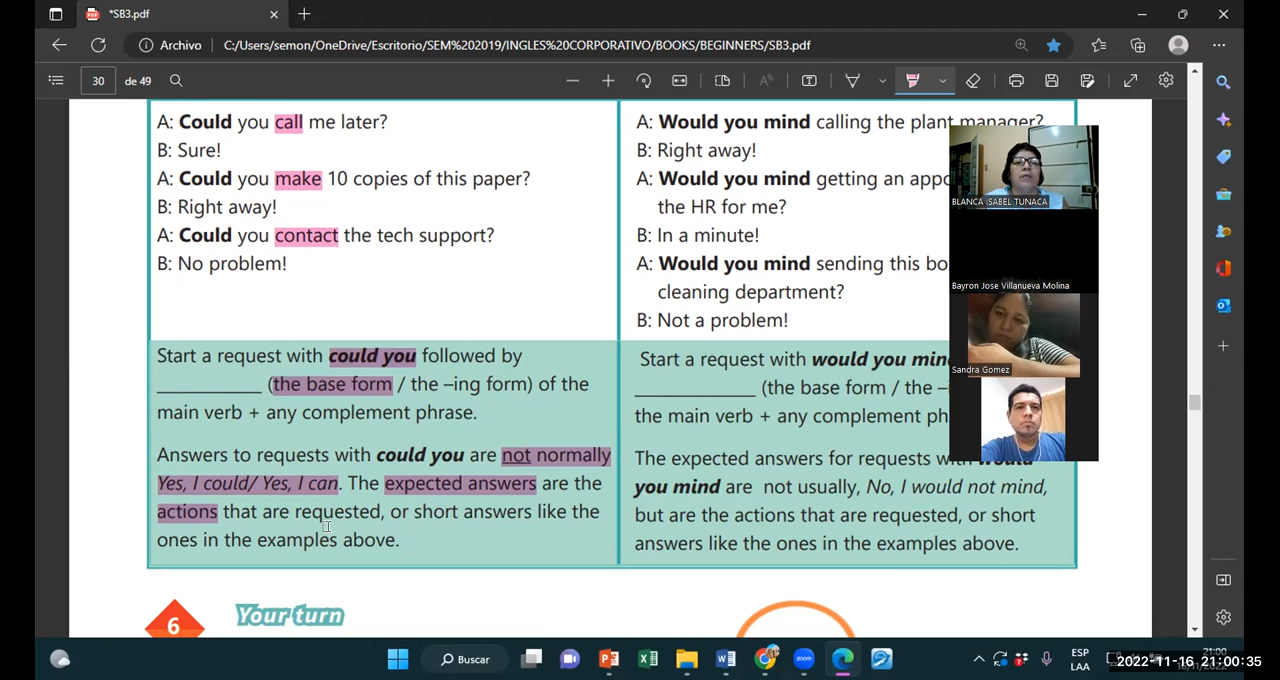 *SB3.pdf
Archivo
C:/Users/semon/OneDrive/Escritorio/SEM%202019/INGLES%20CORPORATIVO/BOOKS/BEGINNERS/SB3.pdf
30
de 49
A: Could you call me later?
B: Sure!
A: Could you make 10 copies of this paper?
B: Right away!
A: Could you contact the tech support?
B: No problem!
A: Would you mind calling the plant manager?
B: Right away!
A: Would you mind getting an appo
the HR for me?
B: In a minute!
A: Would you mind sending this bo
cleaning department?
B: Not a problem!
Start a request with could you followed by
__________ (the base form / the –ing form) of the
main verb + any complement phrase.
Answers to requests with could you are not normally
Yes, I could/ Yes, I can. The expected answers are the
actions that are requested, or short answers like the
ones in the examples above.
Start a request with would you mind
____________ (the base form / the –i
the main verb + any complement ph
The expected answers for requests with would
you mind are not usually, No, I would not mind,
but are the actions that are requested, or short
answers like the ones in the examples above.
6
Your turn
BLANCA ISABEL TUNACA
Bayron Jose Villanueva Molina
Sandra Gomez
Buscar
ESP
LAA
21:00
2022-11-16 21:00:35